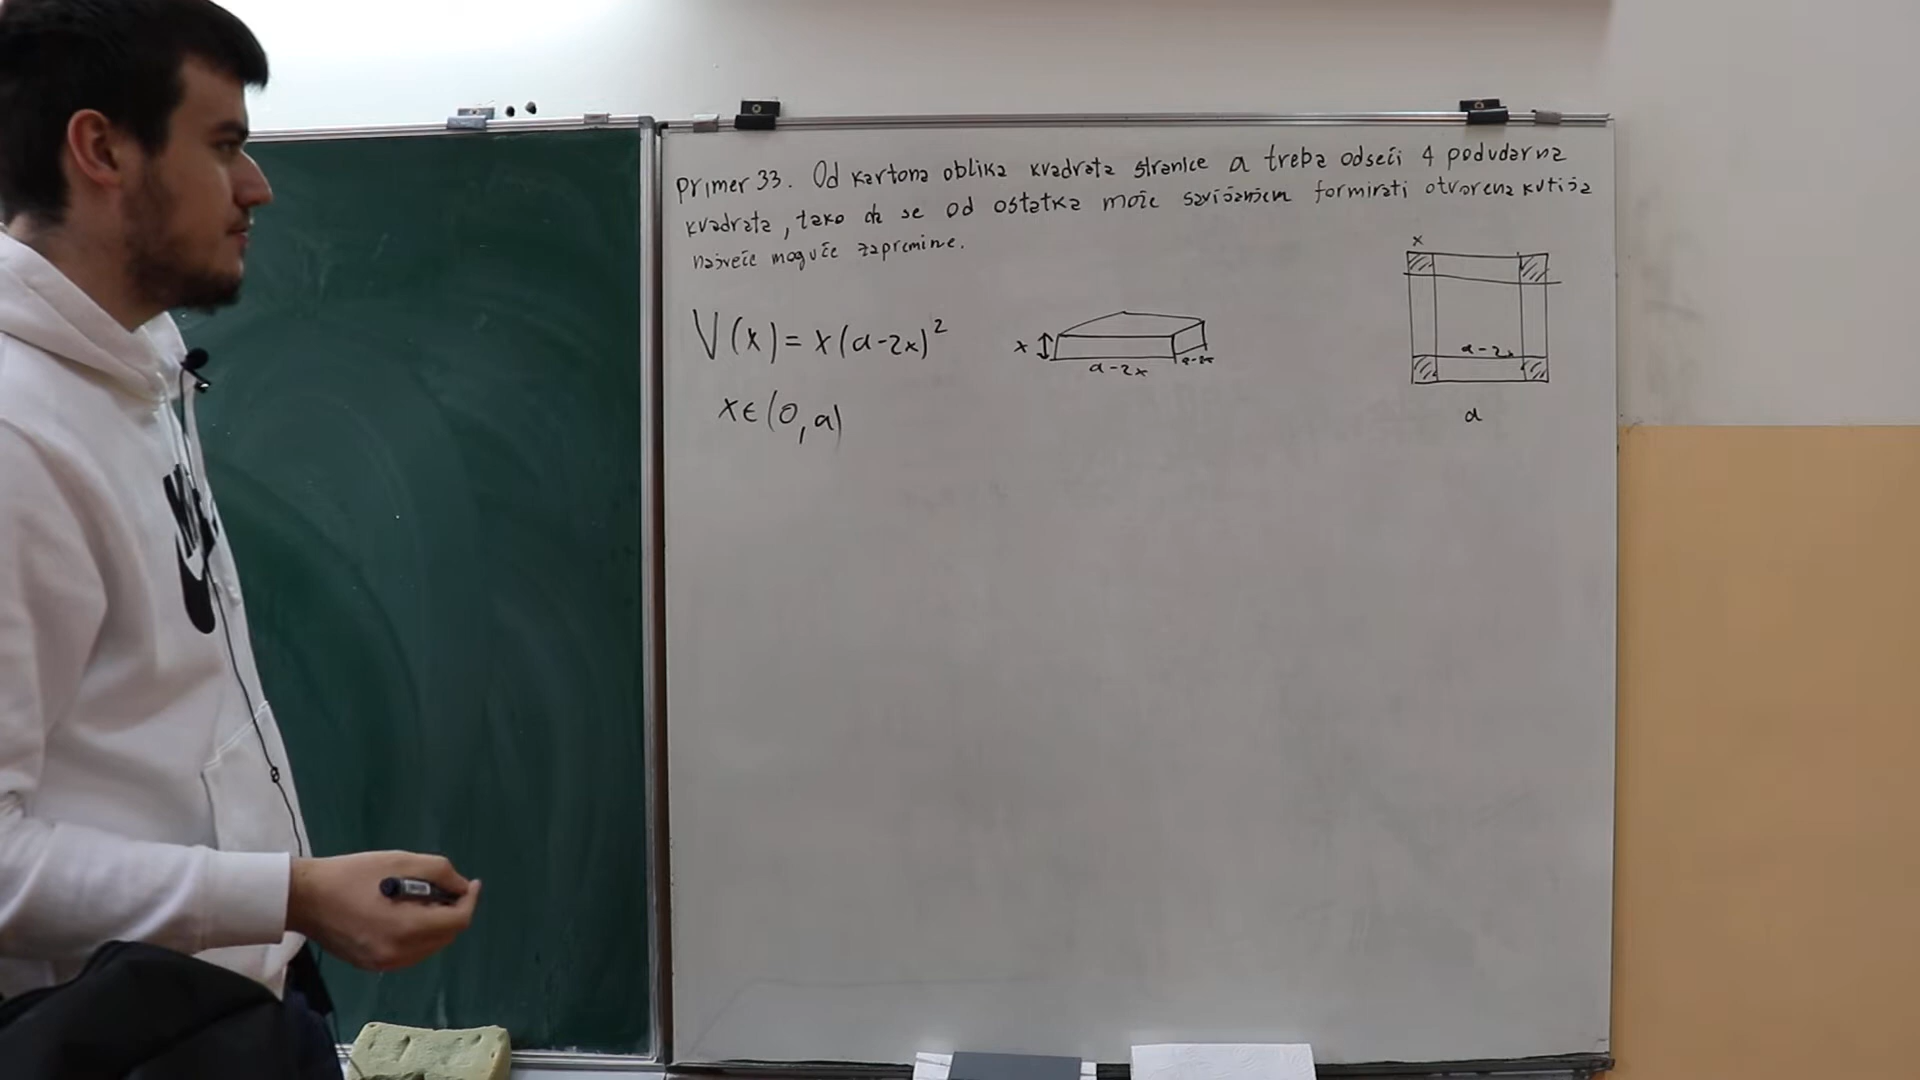 primer 33. Od kartona oblika kvadrata stranice a treba odseći 4 podudarna
kvadrata, tako da se od ostatka može savijanjem formirati otvorena kutija
najveće moguće zapremine.
x
V(x) = x(a-2x)²
x
a-2x
a-2x
a-2x
x∈(0,a)
a